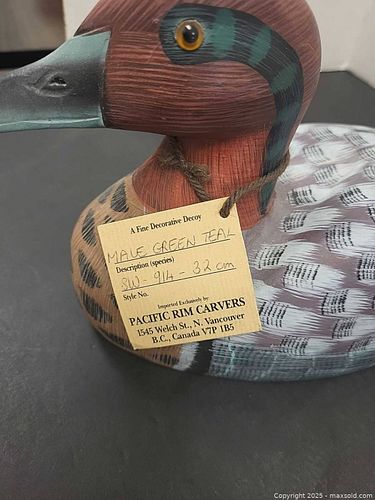 A Fine Decorative Decoy
MALE GREEN TEAL
Description (species)
SW- 914 - 32 cm
Style No.
Imported Exclusively by:
PACIFIC RIM CARVERS
1545 Welch St., N. Vancouver
B.C., Canada V7P 1B5
Copyright 2025 - maxsold.com